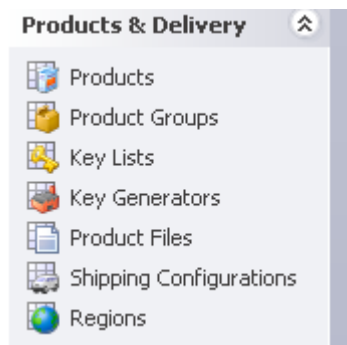 Products & Delivery
Products
Product Groups
Key Lists
Key Generators
Product Files
Shipping Configurations
Regions